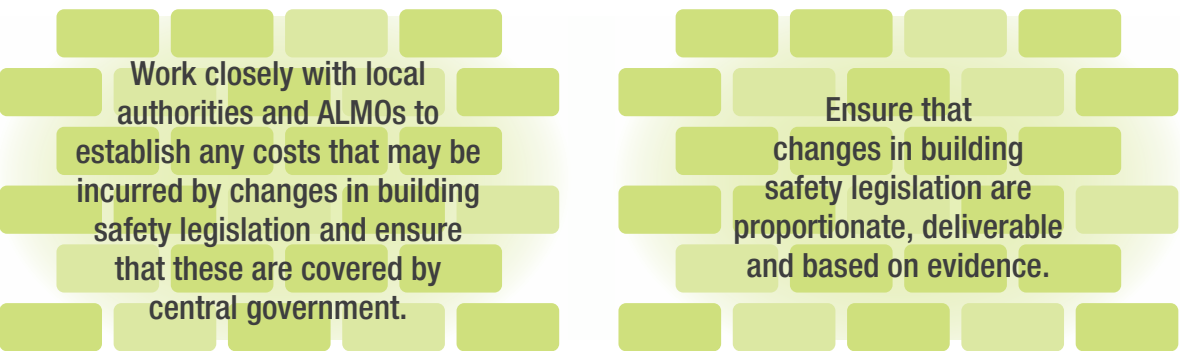 Work closely with local
authorities and ALMOs to
establish any costs that may be
incurred by changes in building
safety legislation and ensure
that these are covered by
central government.
Ensure that
changes in building
safety legislation are
proportionate, deliverable
and based on evidence.